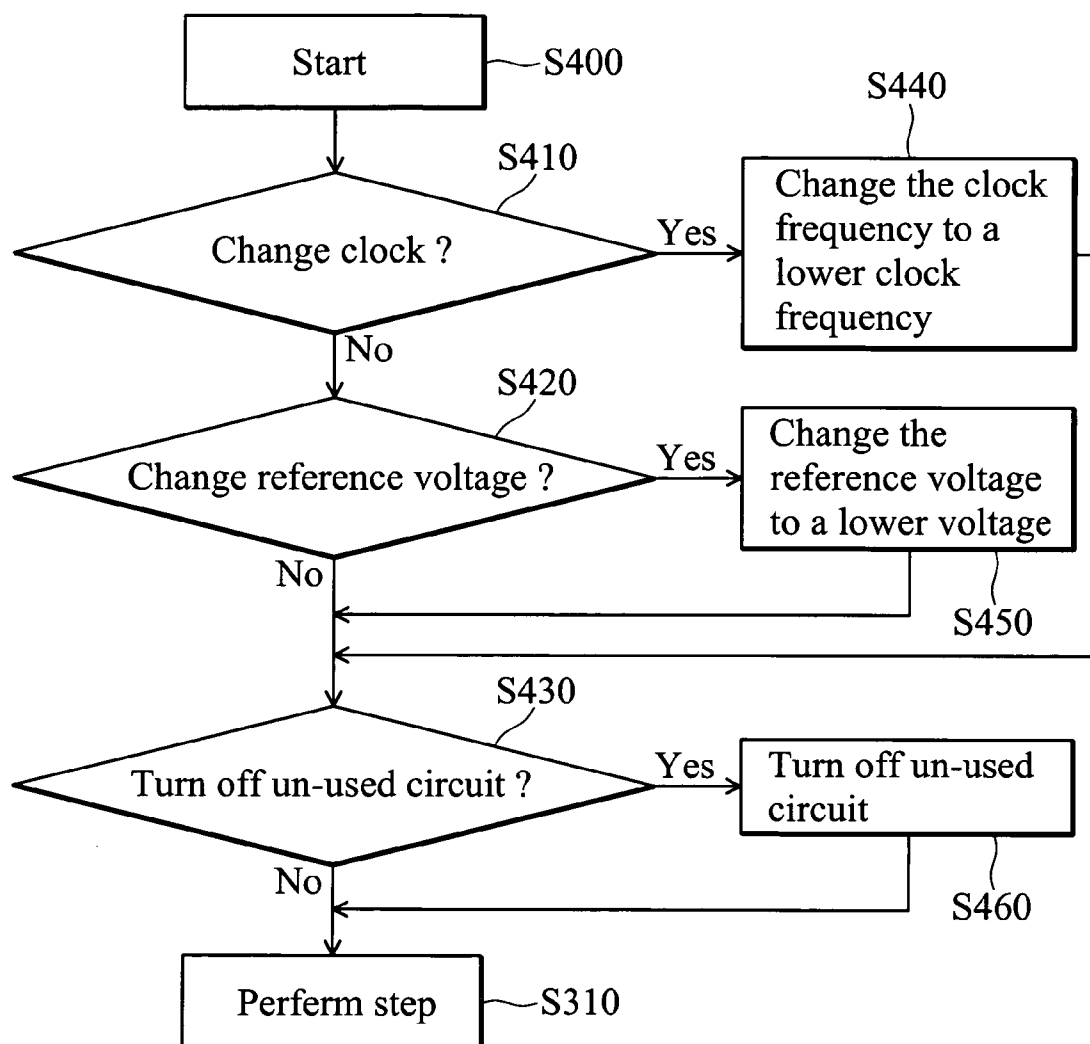 Start
S400
S410
S440
Change clock ?
Yes
Change the clock
frequency to a
lower clock
frequency
No
S420
Change reference voltage ?
Yes
Change the
reference voltage
to a lower voltage
No
S450
S430
Turn off un-used circuit ?
Yes
Turn off un-used
circuit
No
S460
Perferm step
S310